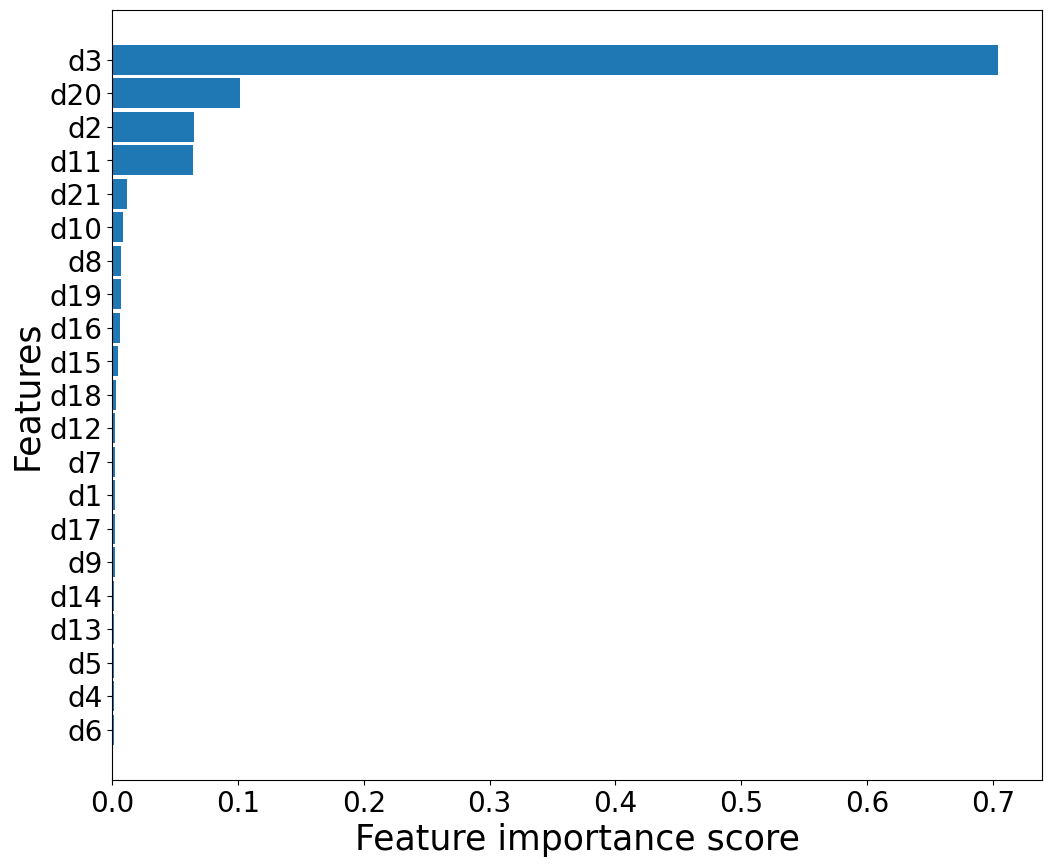 d3
d20
d2
d11
d21
d10
d8
d19
d16
d15
d18
d12
d7
d1
d17
d9
d14
d13
d5
d4
d6
Features
0.0 0.1 0.2 0.3 0.4 0.5 0.6 0.7
Feature importance score